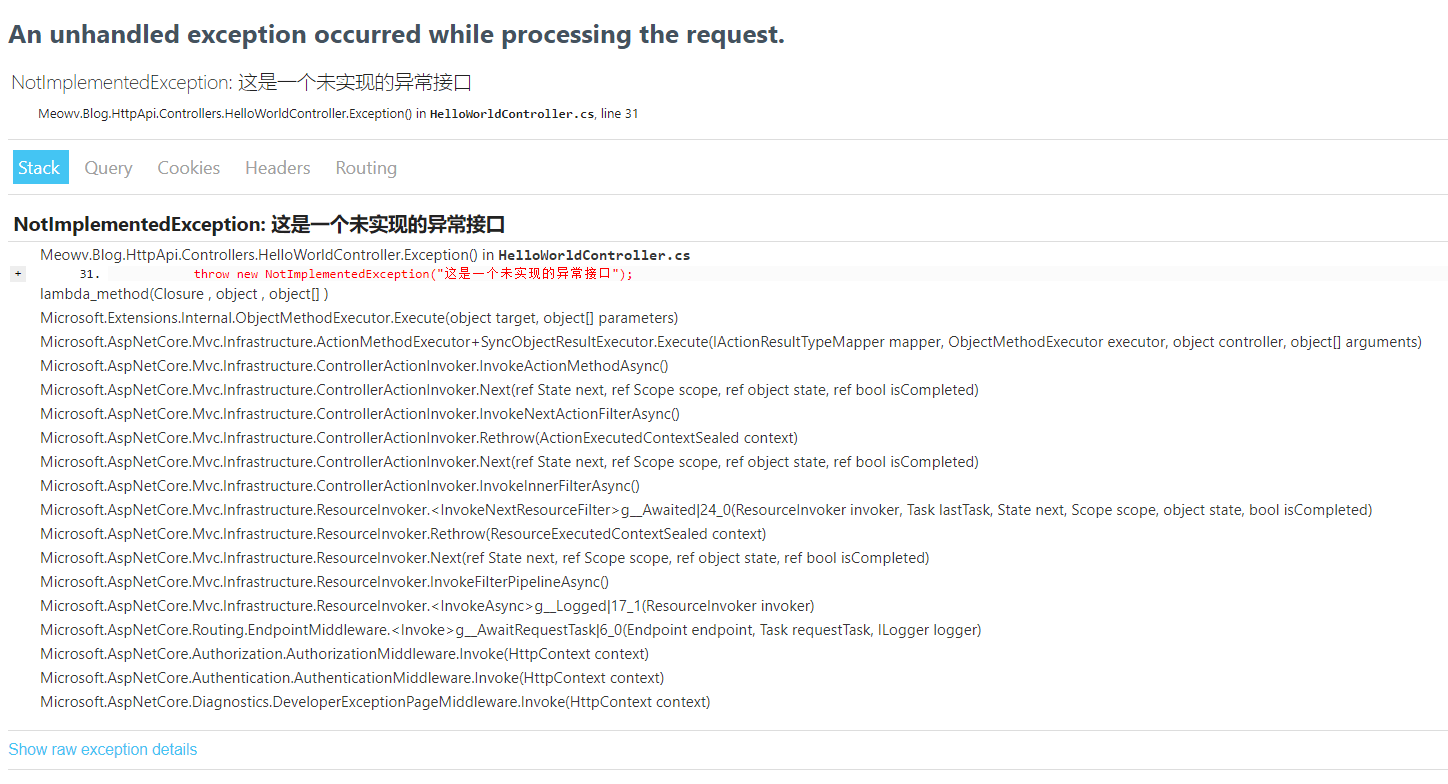 An unhandled exception occurred while processing the request.
NotImplementedException: 这是一个未实现的异常接口
Meowv.Blog.HttpApi.Controllers.HelloWorldController.Exception() in HelloWorldController.cs, line 31
Stack Query Cookies Headers Routing
NotImplementedException: 这是一个未实现的异常接口
Meowv.Blog.HttpApi.Controllers.HelloWorldController.Exception() in HelloWorldController.cs
+ 31. throw new NotImplementedException("这是一个未实现的异常接口");
lambda_method(Closure , object , object[] )
Microsoft.Extensions.Internal.ObjectMethodExecutor.Execute(object target, object[] parameters)
Microsoft.AspNetCore.Mvc.Infrastructure.ActionMethodExecutor+SyncObjectResultExecutor.Execute(IActionResultTypeMapper mapper, ObjectMethodExecutor executor, object controller, object[] arguments)
Microsoft.AspNetCore.Mvc.Infrastructure.ControllerActionInvoker.InvokeActionMethodAsync()
Microsoft.AspNetCore.Mvc.Infrastructure.ControllerActionInvoker.Next(ref State next, ref Scope scope, ref object state, ref bool isCompleted)
Microsoft.AspNetCore.Mvc.Infrastructure.ControllerActionInvoker.InvokeNextActionFilterAsync()
Microsoft.AspNetCore.Mvc.Infrastructure.ControllerActionInvoker.Rethrow(ActionExecutedContextSealed context)
Microsoft.AspNetCore.Mvc.Infrastructure.ControllerActionInvoker.Next(ref State next, ref Scope scope, ref object state, ref bool isCompleted)
Microsoft.AspNetCore.Mvc.Infrastructure.ControllerActionInvoker.InvokeInnerFilterAsync()
Microsoft.AspNetCore.Mvc.Infrastructure.ResourceInvoker.<InvokeNextResourceFilter>g__Awaited|24_0(ResourceInvoker invoker, Task lastTask, State next, Scope scope, object state, bool isCompleted)
Microsoft.AspNetCore.Mvc.Infrastructure.ResourceInvoker.Rethrow(ResourceExecutedContextSealed context)
Microsoft.AspNetCore.Mvc.Infrastructure.ResourceInvoker.Next(ref State next, ref Scope scope, ref object state, ref bool isCompleted)
Microsoft.AspNetCore.Mvc.Infrastructure.ResourceInvoker.InvokeFilterPipelineAsync()
Microsoft.AspNetCore.Mvc.Infrastructure.ResourceInvoker.<InvokeAsync>g__Logged|17_1(ResourceInvoker invoker)
Microsoft.AspNetCore.Routing.EndpointMiddleware.<Invoke>g__AwaitRequestTask|6_0(Endpoint endpoint, Task requestTask, ILogger logger)
Microsoft.AspNetCore.Authorization.AuthorizationMiddleware.Invoke(HttpContext context)
Microsoft.AspNetCore.Authentication.AuthenticationMiddleware.Invoke(HttpContext context)
Microsoft.AspNetCore.Diagnostics.DeveloperExceptionPageMiddleware.Invoke(HttpContext context)
Show raw exception details